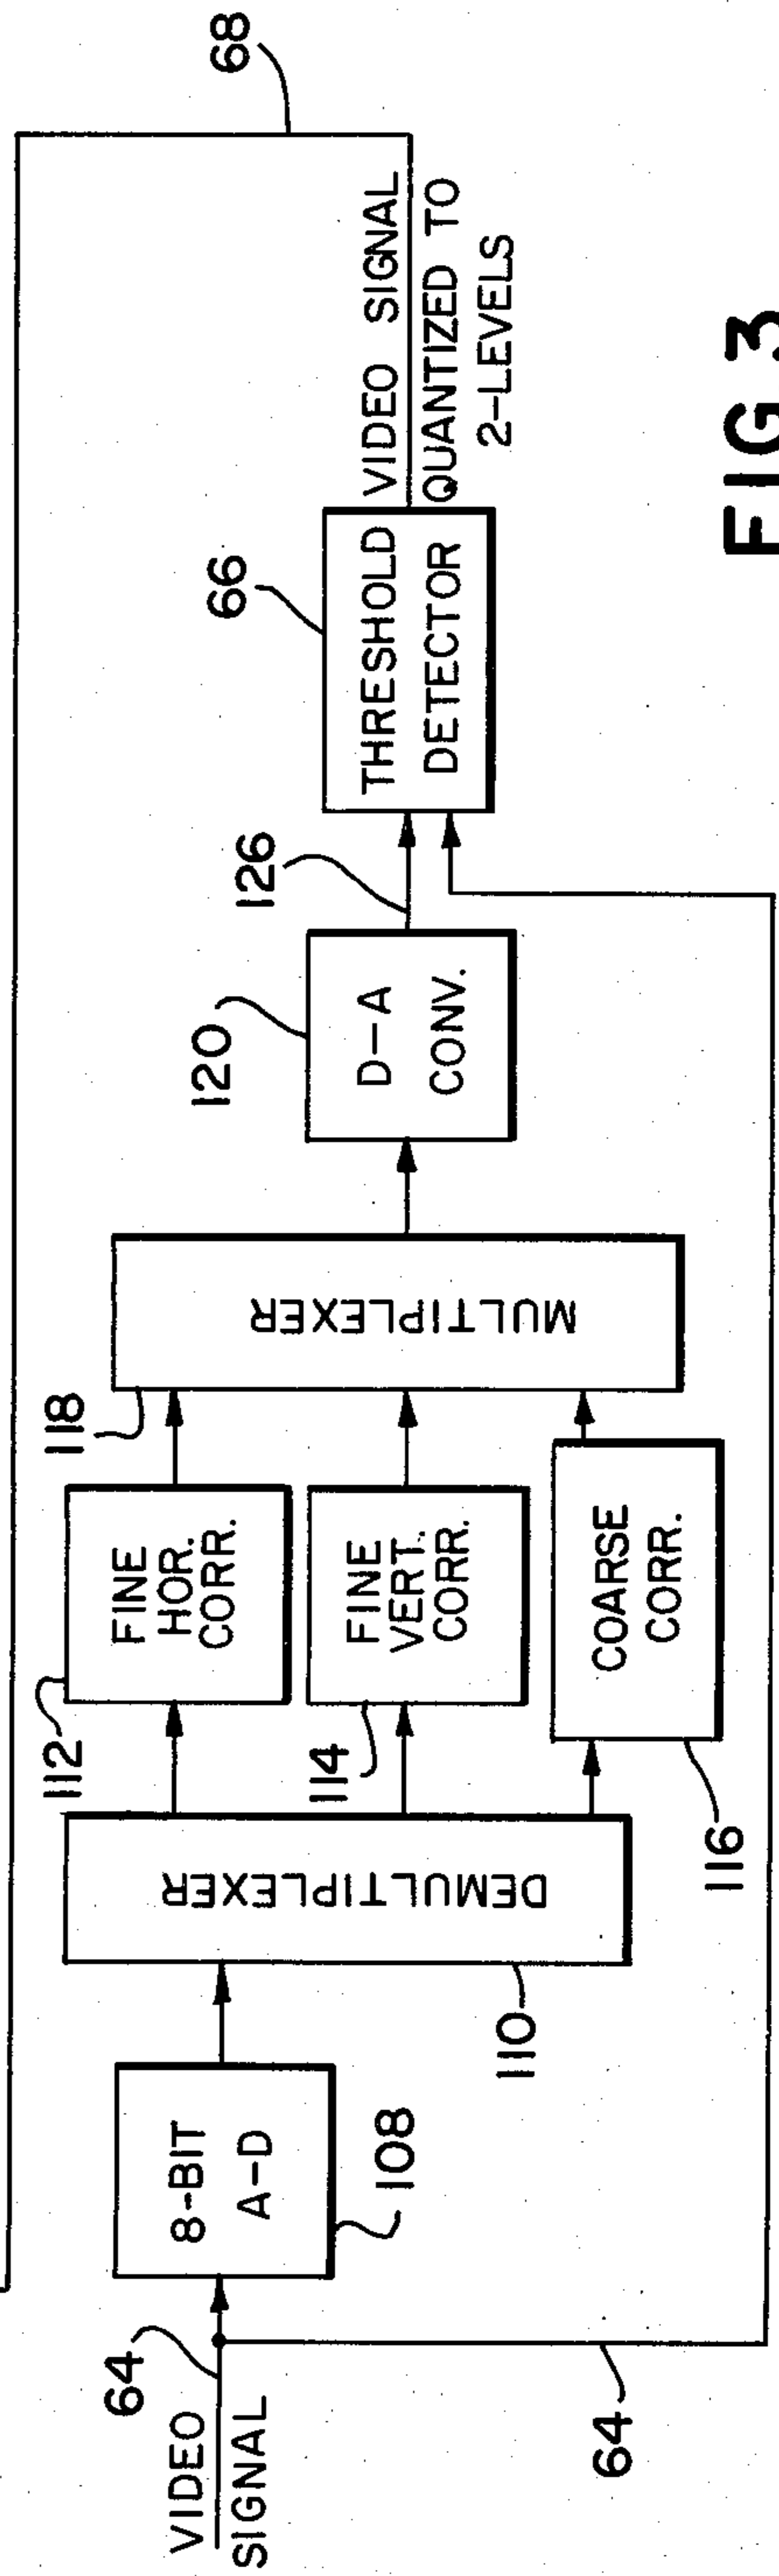 VIDEO
SIGNAL
64
64
8-BIT
A-D
108
DEMULTIPLEXER
110
112
FINE
HOR.
CORR.
114
FINE
VERT.
CORR.
116
COARSE
CORR.
118
MULTIPLEXER
120
D-A
CONV.
126
66
THRESHOLD
DETECTOR
VIDEO SIGNAL
QUANTIZED TO
2-LEVELS
68
FIG 3